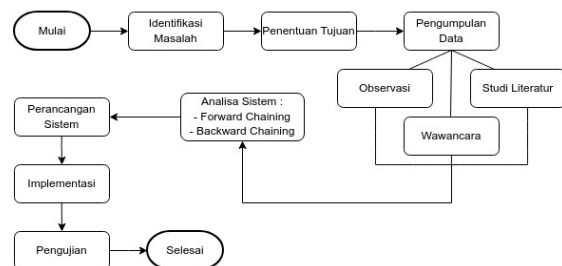 Mulai
Identifikasi
Masalah
Penentuan Tujuan
Pengumpulan
Data
Observasi
Studi Literatur
Wawancara
Analisa Sistem :
- Forward Chaining
- Backward Chaining
Perancangan
Sistem
Implementasi
Pengujian
Selesai